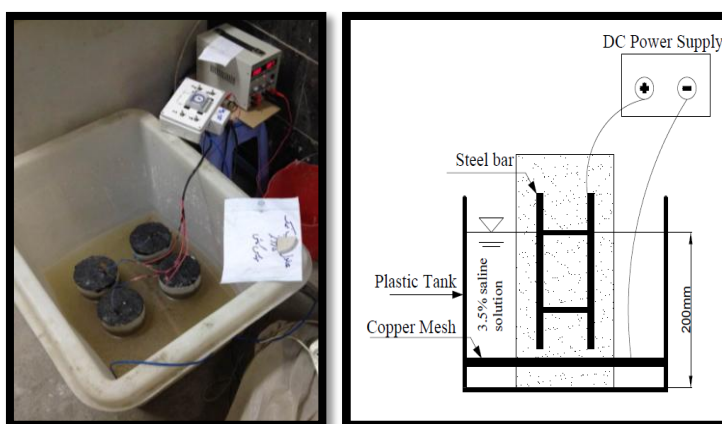 DC Power Supply
+
-
Steel bar
Plastic Tank
3.5% saline
solution
Copper Mesh
200mm